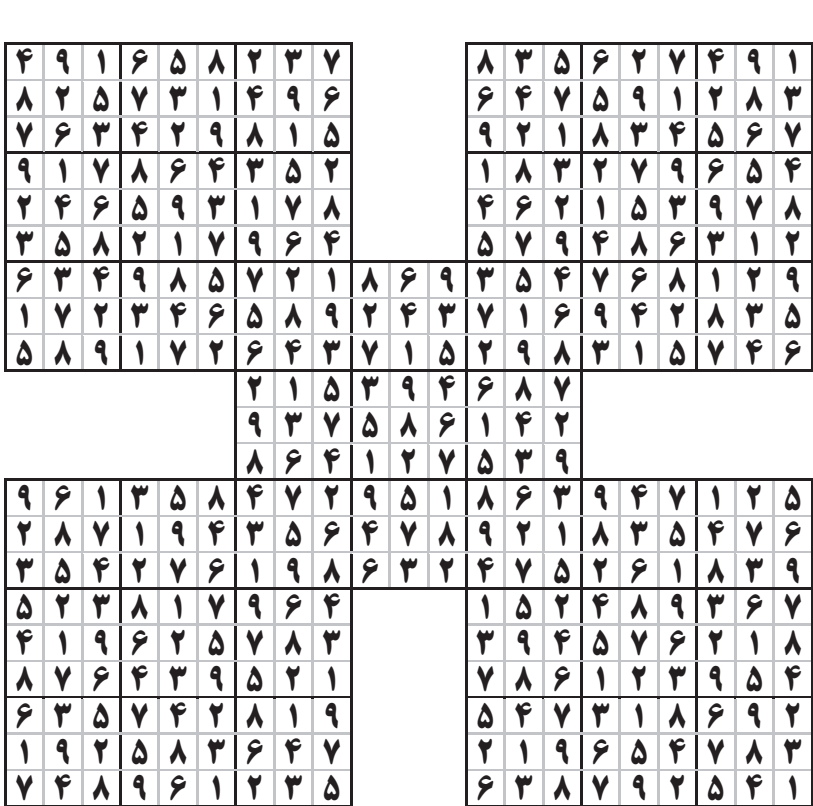 ۴ ۹ ۱ ۶ ۵ ۸ ۲ ۳ ۷ ۸ ۳ ۵ ۶ ۲ ۷ ۴ ۹ ۱
۸ ۲ ۵ ۷ ۳ ۱ ۴ ۹ ۶ ۶ ۴ ۷ ۵ ۹ ۱ ۲ ۸ ۳
۷ ۶ ۳ ۴ ۲ ۹ ۸ ۱ ۵ ۹ ۲ ۱ ۸ ۳ ۴ ۵ ۶ ۷
۹ ۱ ۷ ۸ ۶ ۴ ۳ ۵ ۲ ۱ ۸ ۳ ۲ ۷ ۹ ۶ ۵ ۴
۲ ۴ ۶ ۵ ۹ ۳ ۱ ۷ ۸ ۴ ۶ ۲ ۱ ۵ ۳ ۹ ۷ ۸
۳ ۵ ۸ ۲ ۱ ۷ ۹ ۶ ۴ ۵ ۷ ۹ ۴ ۸ ۶ ۳ ۱ ۲
۶ ۳ ۴ ۹ ۸ ۵ ۷ ۲ ۱ ۸ ۶ ۹ ۳ ۵ ۴ ۷ ۶ ۸ ۱ ۲ ۹
۱ ۷ ۲ ۳ ۴ ۶ ۵ ۸ ۹ ۲ ۴ ۳ ۷ ۱ ۶ ۹ ۴ ۲ ۸ ۳ ۵
۵ ۸ ۹ ۱ ۷ ۲ ۶ ۴ ۳ ۷ ۱ ۵ ۲ ۹ ۸ ۳ ۱ ۵ ۷ ۴ ۶
۲ ۱ ۵ ۳ ۹ ۴ ۶ ۸ ۷
۹ ۳ ۷ ۵ ۸ ۶ ۱ ۴ ۲
۸ ۶ ۴ ۱ ۲ ۷ ۵ ۳ ۹
۹ ۶ ۱ ۳ ۵ ۸ ۴ ۷ ۲ ۹ ۵ ۱ ۸ ۶ ۳ ۹ ۴ ۷ ۱ ۲ ۵
۲ ۸ ۷ ۱ ۹ ۴ ۳ ۵ ۶ ۴ ۷ ۸ ۹ ۲ ۱ ۸ ۳ ۵ ۴ ۷ ۶
۳ ۵ ۴ ۲ ۷ ۶ ۱ ۹ ۸ ۶ ۳ ۲ ۴ ۷ ۵ ۲ ۶ ۱ ۸ ۳ ۹
۵ ۲ ۳ ۸ ۱ ۷ ۹ ۶ ۴ ۱ ۵ ۲ ۴ ۸ ۹ ۳ ۶ ۷
۴ ۱ ۹ ۶ ۲ ۵ ۷ ۸ ۳ ۳ ۹ ۴ ۵ ۷ ۶ ۲ ۱ ۸
۸ ۷ ۶ ۴ ۳ ۹ ۵ ۲ ۱ ۷ ۸ ۶ ۱ ۲ ۳ ۹ ۵ ۴
۶ ۳ ۵ ۷ ۴ ۲ ۸ ۱ ۹ ۵ ۴ ۷ ۳ ۱ ۸ ۶ ۹ ۲
۱ ۹ ۲ ۵ ۸ ۳ ۶ ۴ ۷ ۲ ۱ ۹ ۶ ۵ ۴ ۷ ۸ ۳
۷ ۴ ۸ ۹ ۶ ۱ ۲ ۳ ۵ ۶ ۳ ۸ ۷ ۹ ۲ ۵ ۴ ۱